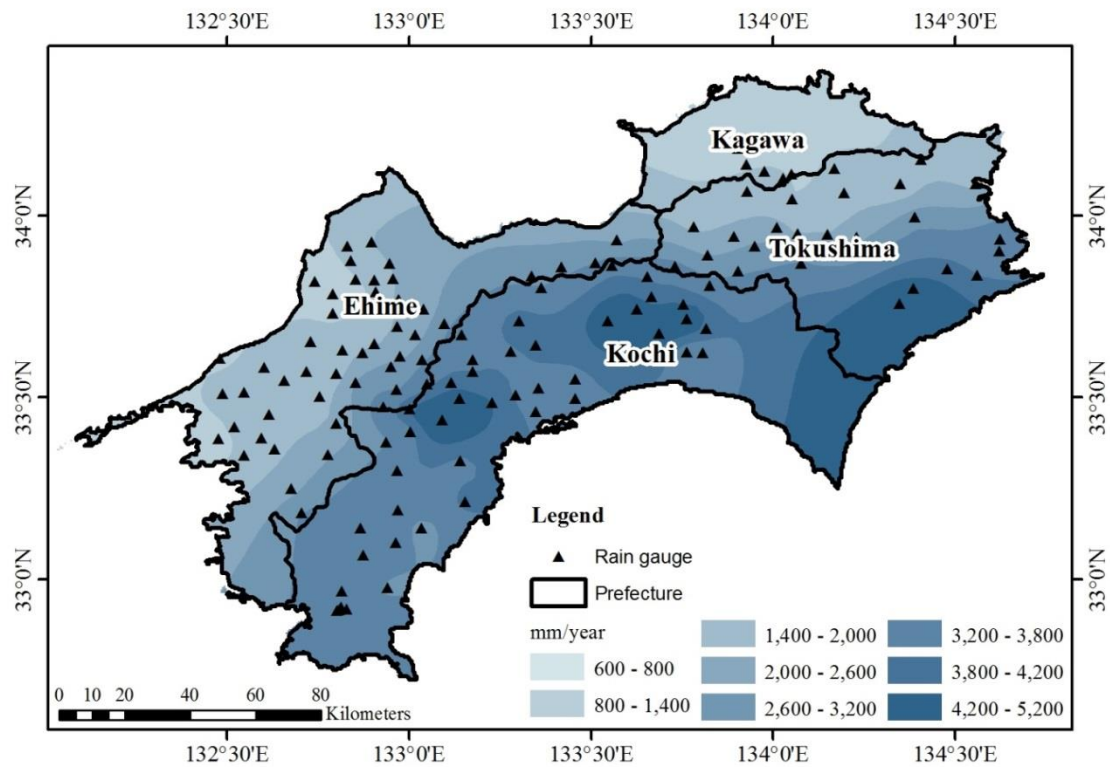 132°30'E 133°0'E 133°30'E 134°0'E 134°30'E
Kagawa
34°0'N 34°0'N
Tokushima
Ehime
Kochi
33°30'N 33°30'N
Legend
Rain gauge
33°0'N 33°0'N
Prefecture
mm/year
600 - 800
800 - 1,400
1,400 - 2,000
2,000 - 2,600
2,600 - 3,200
3,200 - 3,800
3,800 - 4,200
4,200 - 5,200
0 10 20 40 60 80
Kilometers
132°30'E 133°0'E 133°30'E 134°0'E 134°30'E